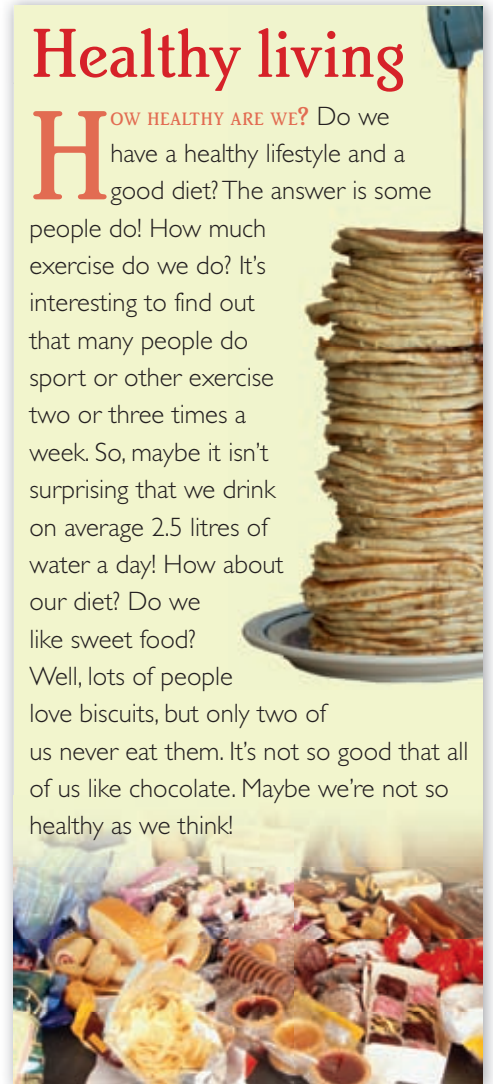 Healthy living
HOW HEALTHY ARE WE? Do we
have a healthy lifestyle and a
good diet? The answer is some
people do! How much
exercise do we do? It's
interesting to find out
that many people do
sport or other exercise
two or three times a
week. So, maybe it isn't
surprising that we drink
on average 2.5 litres of
water a day! How about
our diet? Do we
like sweet food?
Well, lots of people
love biscuits, but only two of
us never eat them. It's not so good that all
of us like chocolate. Maybe we're not so
healthy as we think!